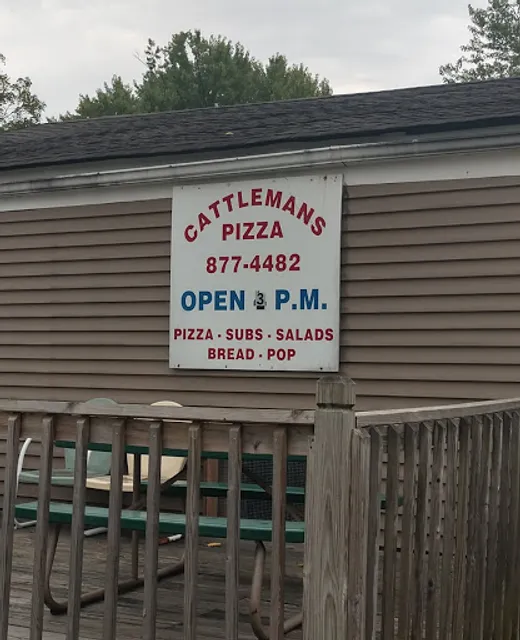 CATTLEMANS
PIZZA
877-4482
OPEN 3 P.M.
PIZZA · SUBS · SALADS
BREAD · POP